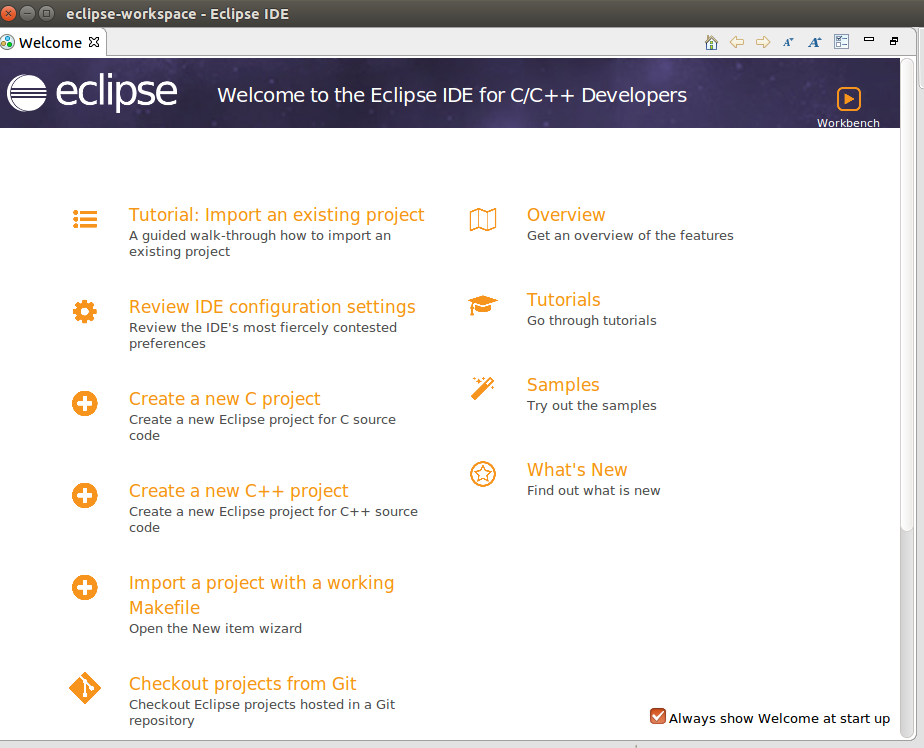 eclipse-workspace - Eclipse IDE
Welcome
eclipse
Welcome to the Eclipse IDE for C/C++ Developers
Workbench
Tutorial: Import an existing project
A guided walk-through how to import an
existing project
Review IDE configuration settings
Review the IDE's most fiercely contested
preferences
Create a new C project
Create a new Eclipse project for C source
code
Create a new C++ project
Create a new Eclipse project for C++ source
code
Import a project with a working
Makefile
Open the New item wizard
Checkout projects from Git
Checkout Eclipse projects hosted in a Git
repository
Overview
Get an overview of the features
Tutorials
Go through tutorials
Samples
Try out the samples
What's New
Find out what is new
Always show Welcome at start up